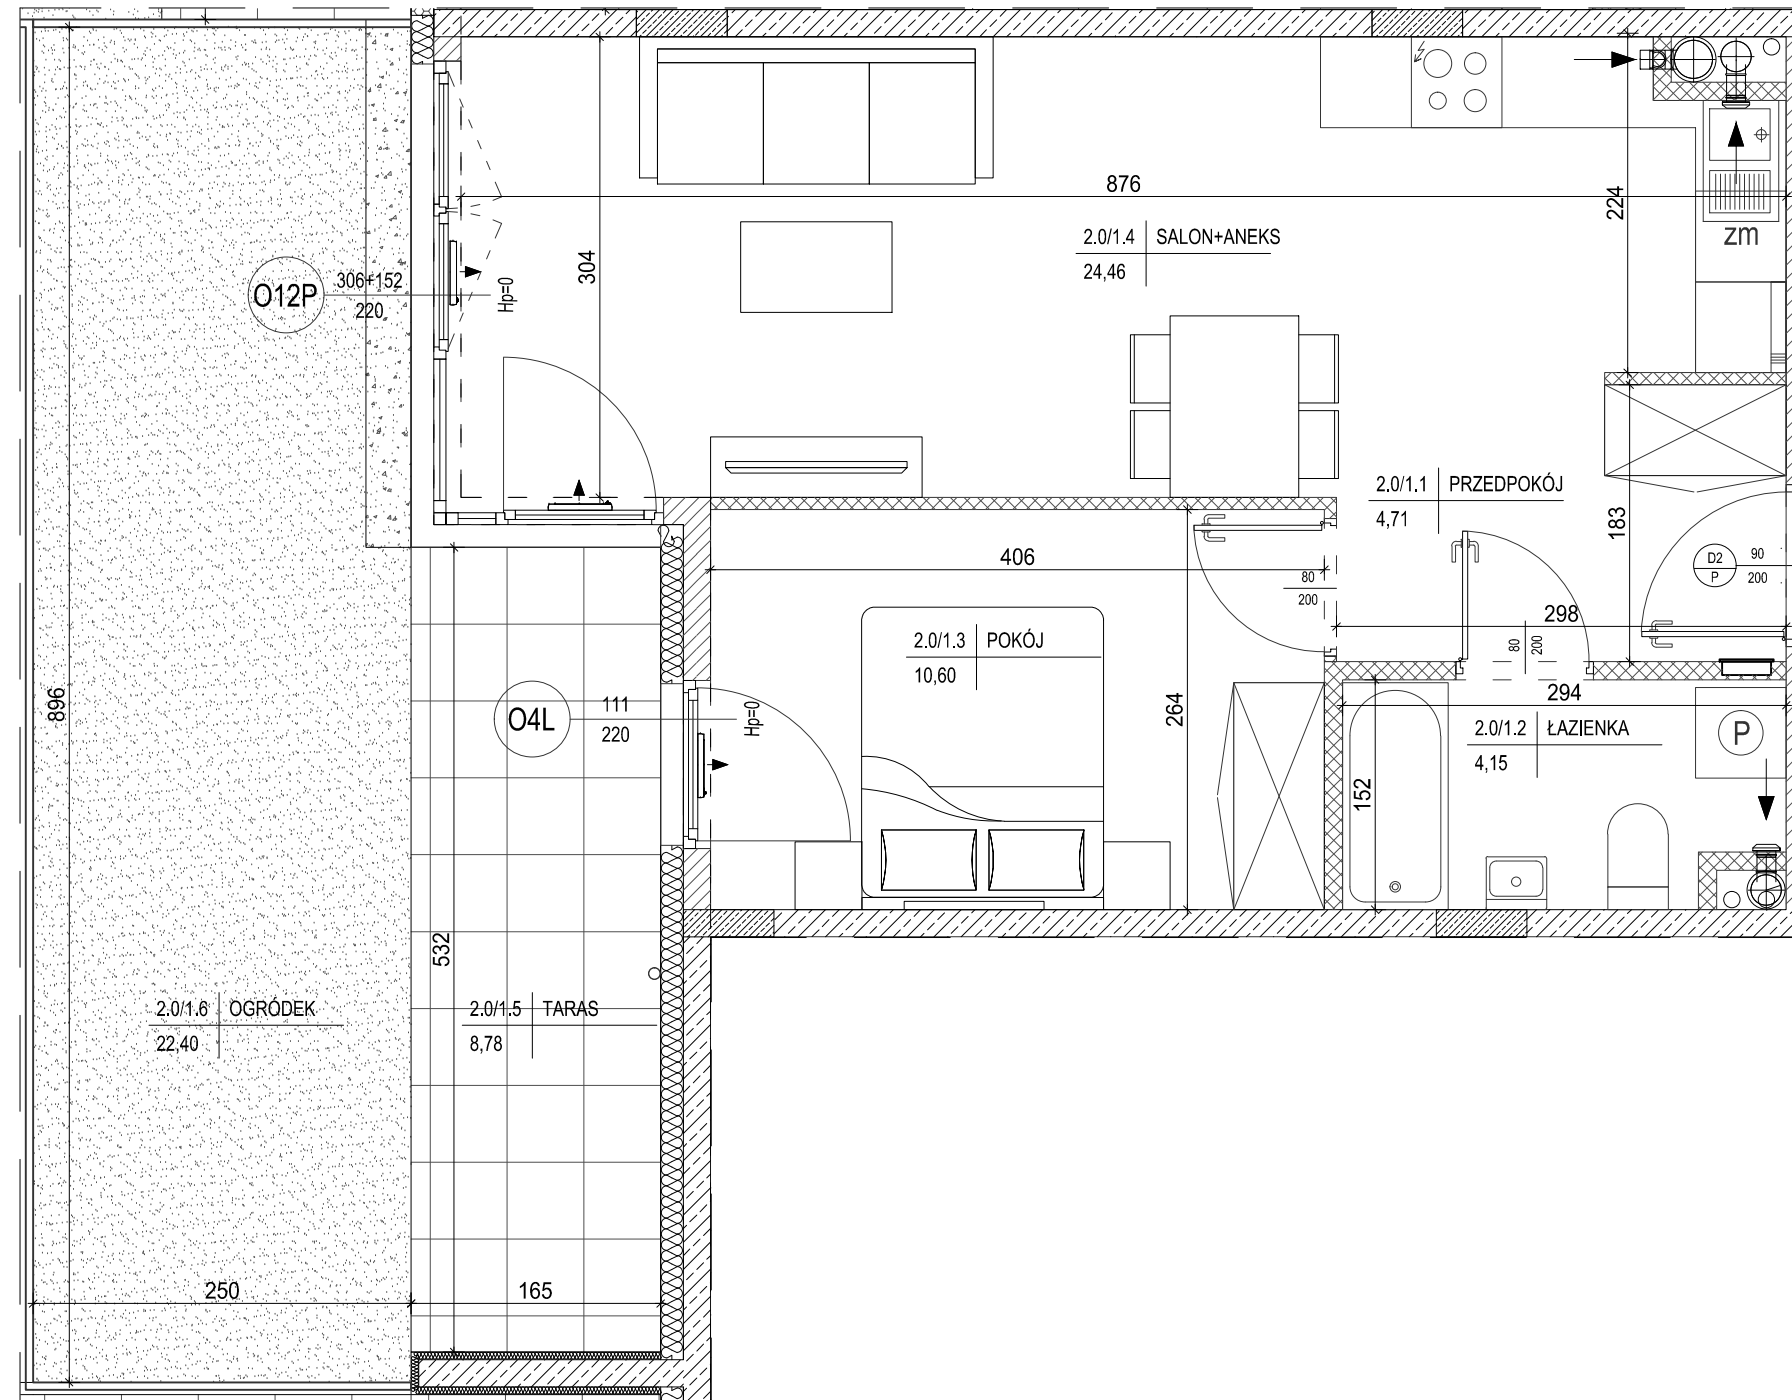 876
2.0/1.4 SALON+ANEKS
24,46
224
zm
304
O12P
306+152
220
Hp=0
2.0/1.1 PRZEDPOKÓJ
4,71
183
D2
P
90
200
406
80
200
298
80
200
2.0/1.3 POKÓJ
10,60
264
294
2.0/1.2 ŁAZIENKA
4,15
P
152
O4L
111
220
Hp=0
896
532
2.0/1.6 OGRÓDEK
22,40
2.0/1.5 TARAS
8,78
250
165